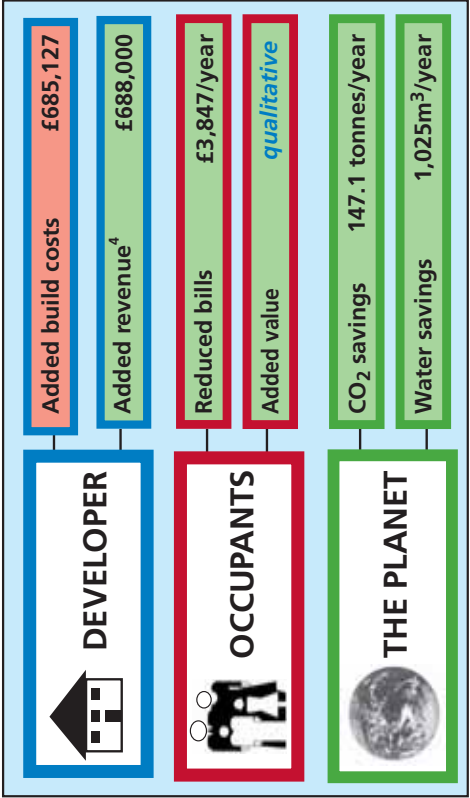 DEVELOPER
Added build costs £685,127
Added revenue⁴ £688,000
OCCUPANTS
Reduced bills £3,847/year
Added value qualitative
THE PLANET
CO₂ savings 147.1 tonnes/year
Water savings 1,025m³/year